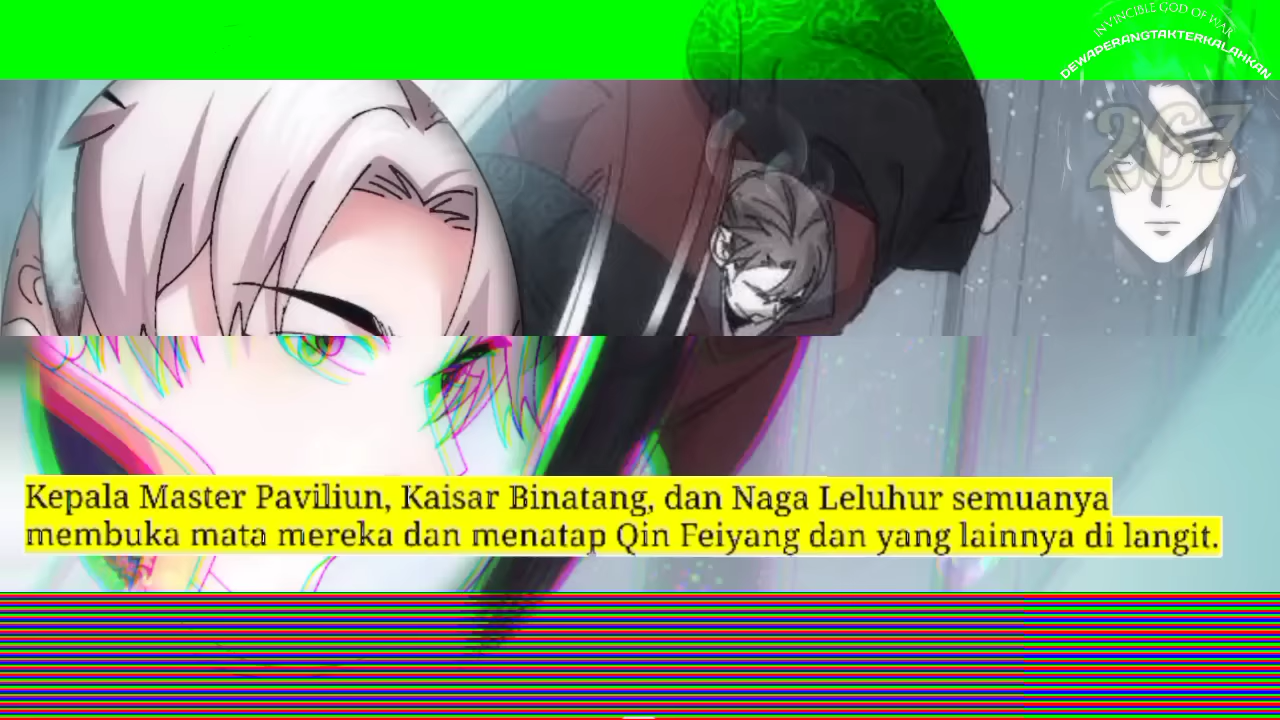 INVINCIBLE GOD OF WAR
DEWAPERANGTAKTERKALAHKAN
267
Kepala Master Paviliun, Kaisar Binatang, dan Naga Leluhur semuanya
membuka mata mereka dan menatap Qin Feiyang dan yang lainnya di langit.